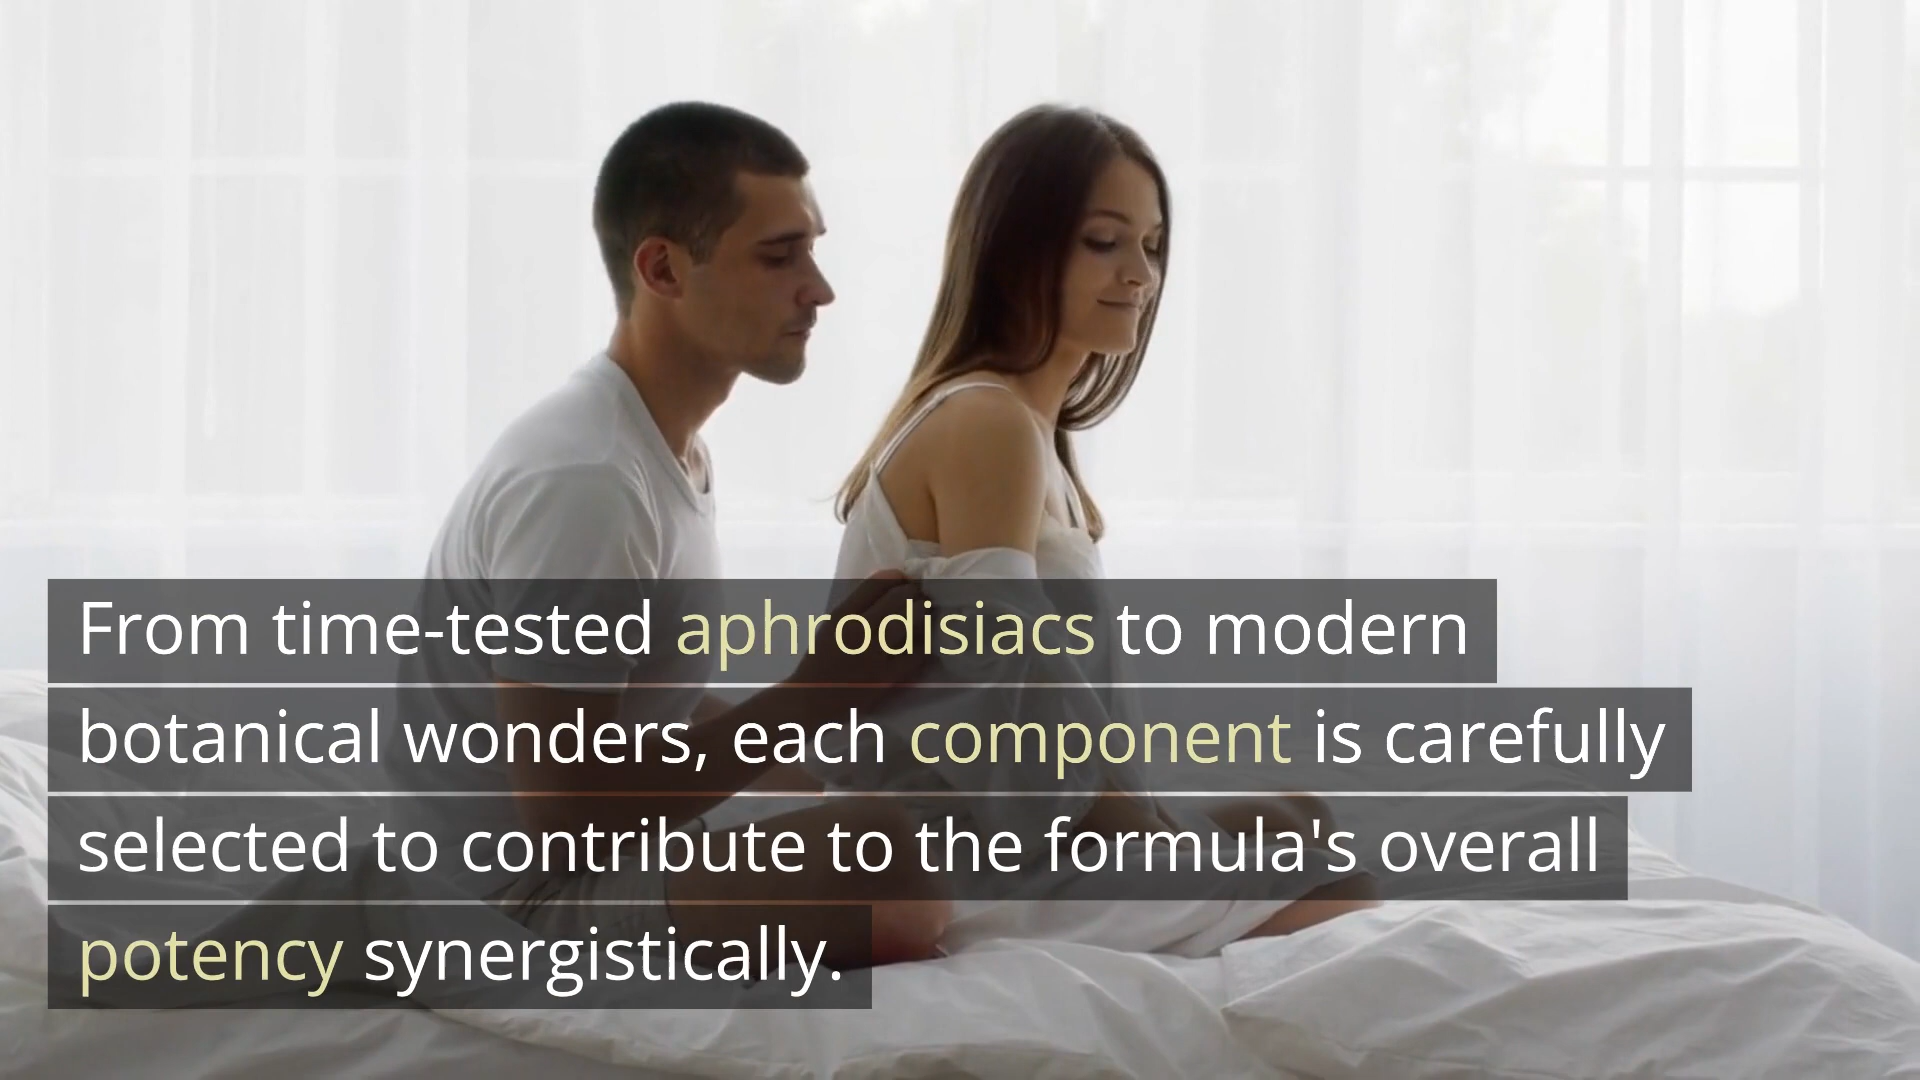 From time-tested aphrodisiacs to modern
botanical wonders, each component is carefully
selected to contribute to the formula's overall
potency synergistically.